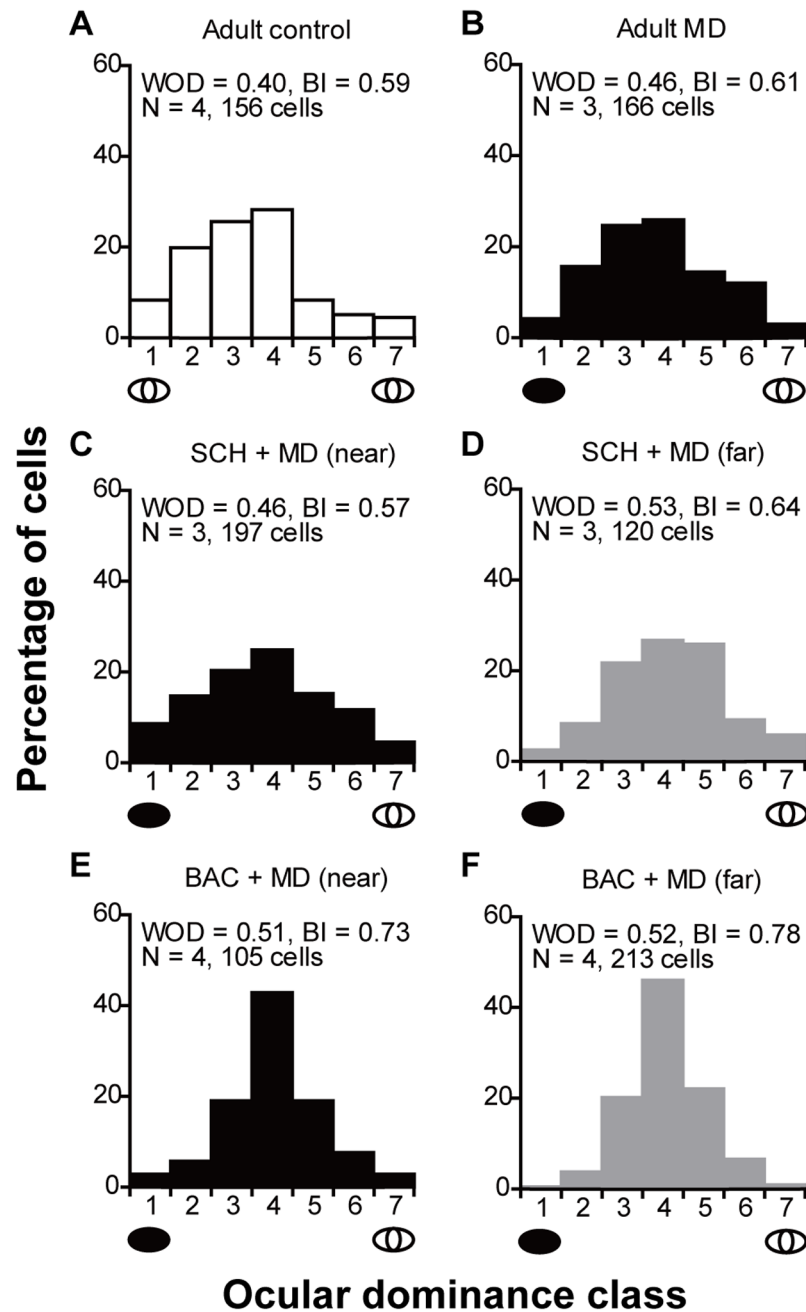 A
Adult control
60
40
20
0
WOD = 0.40, BI = 0.59
N = 4, 156 cells
1 2 3 4 5 6 7
B
Adult MD
60
40
20
0
WOD = 0.46, BI = 0.61
N = 3, 166 cells
1 2 3 4 5 6 7
Percentage of cells
C
SCH + MD (near)
60
40
20
0
WOD = 0.46, BI = 0.57
N = 3, 197 cells
1 2 3 4 5 6 7
D
SCH + MD (far)
60
40
20
0
WOD = 0.53, BI = 0.64
N = 3, 120 cells
1 2 3 4 5 6 7
E
BAC + MD (near)
60
40
20
0
WOD = 0.51, BI = 0.73
N = 4, 105 cells
1 2 3 4 5 6 7
F
BAC + MD (far)
60
40
20
0
WOD = 0.52, BI = 0.78
N = 4, 213 cells
1 2 3 4 5 6 7
Ocular dominance class